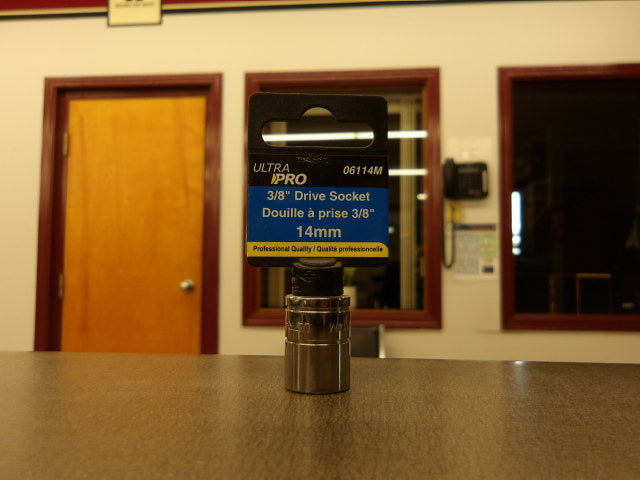 ULTRA
PRO
06114M
3/8" Drive Socket
Douille à prise 3/8"
14mm
Professional Quality / Qualité professionnelle